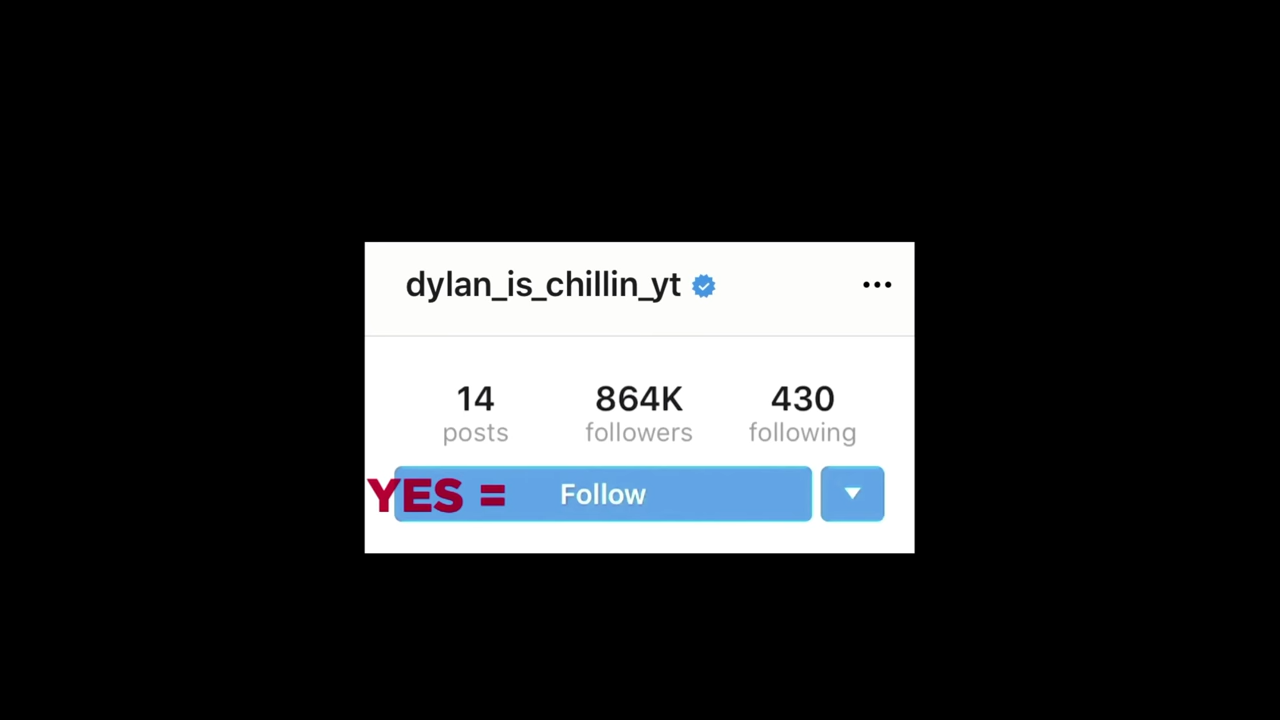 dylan_is_chillin_yt
14 864K 430
posts followers following
YES = Follow